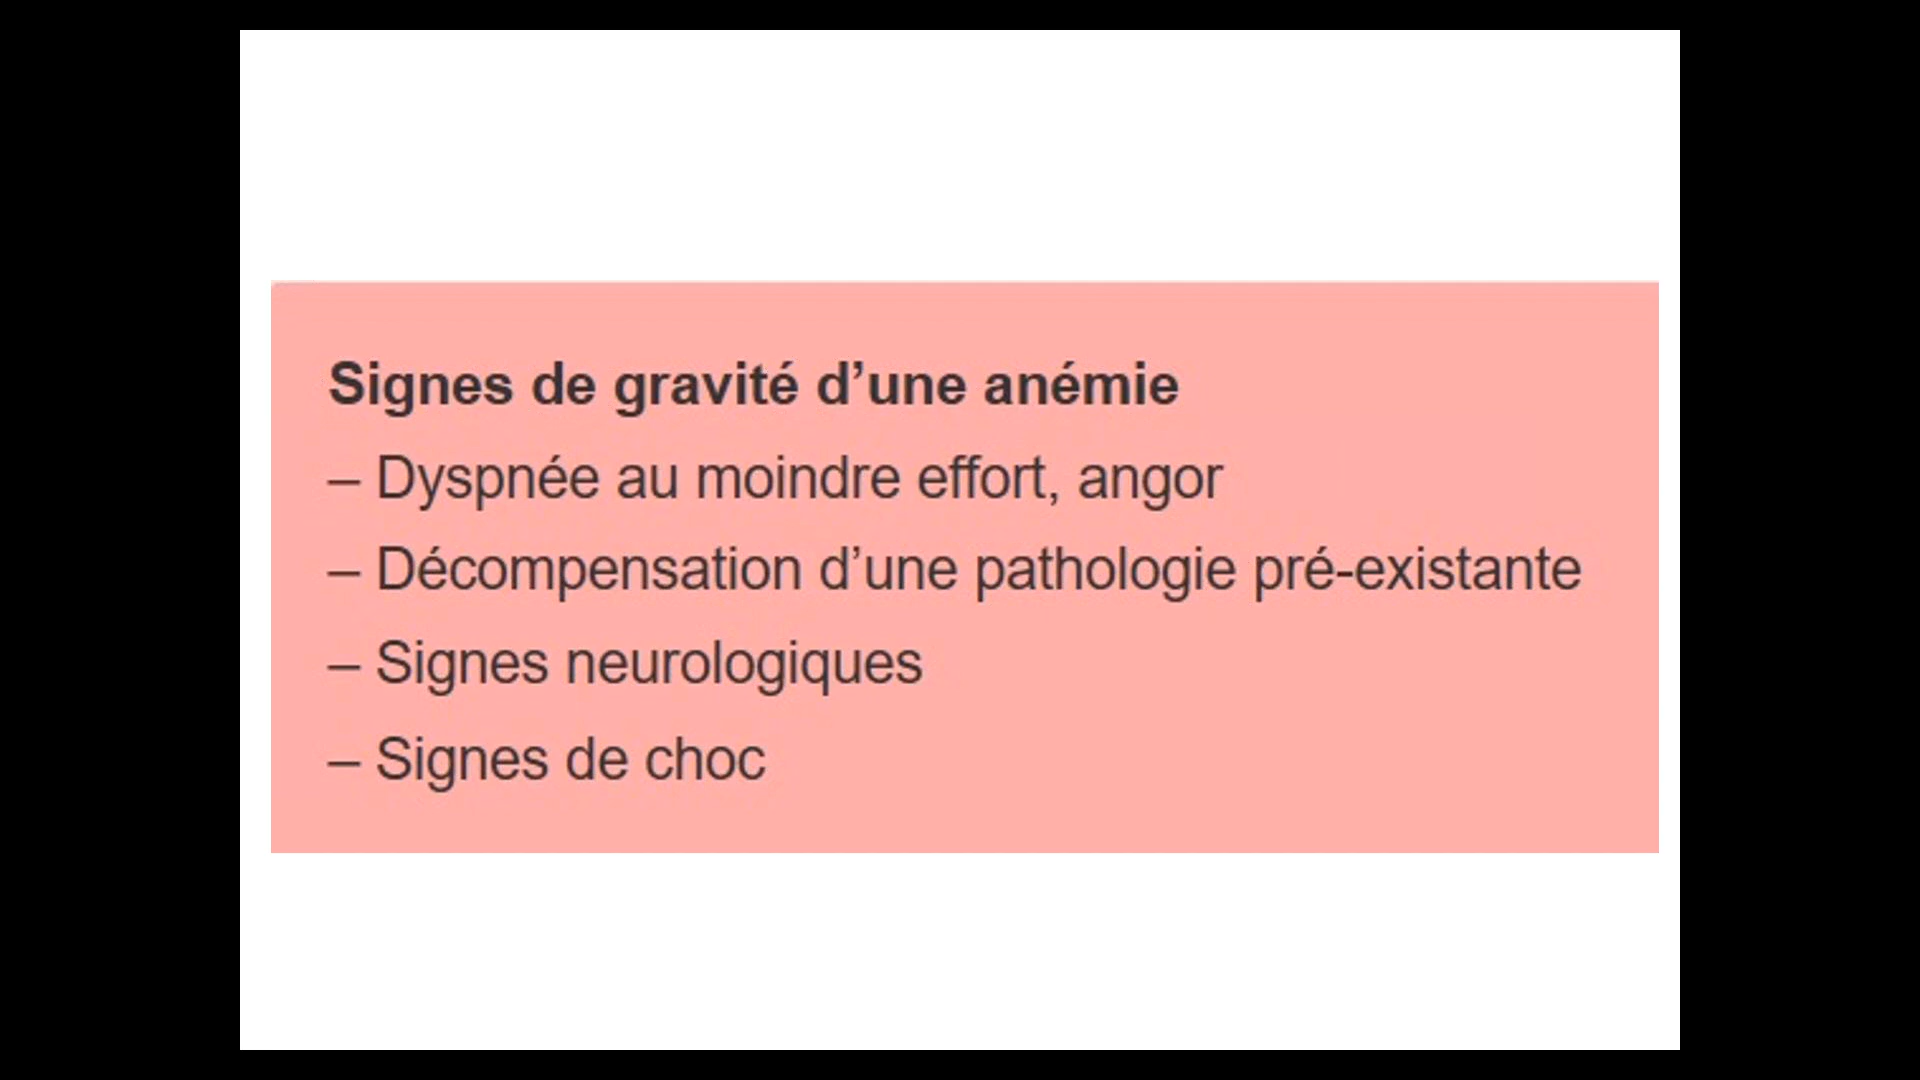 Signes de gravité d’une anémie
– Dyspnée au moindre effort, angor
– Décompensation d’une pathologie pré-existante
– Signes neurologiques
– Signes de choc